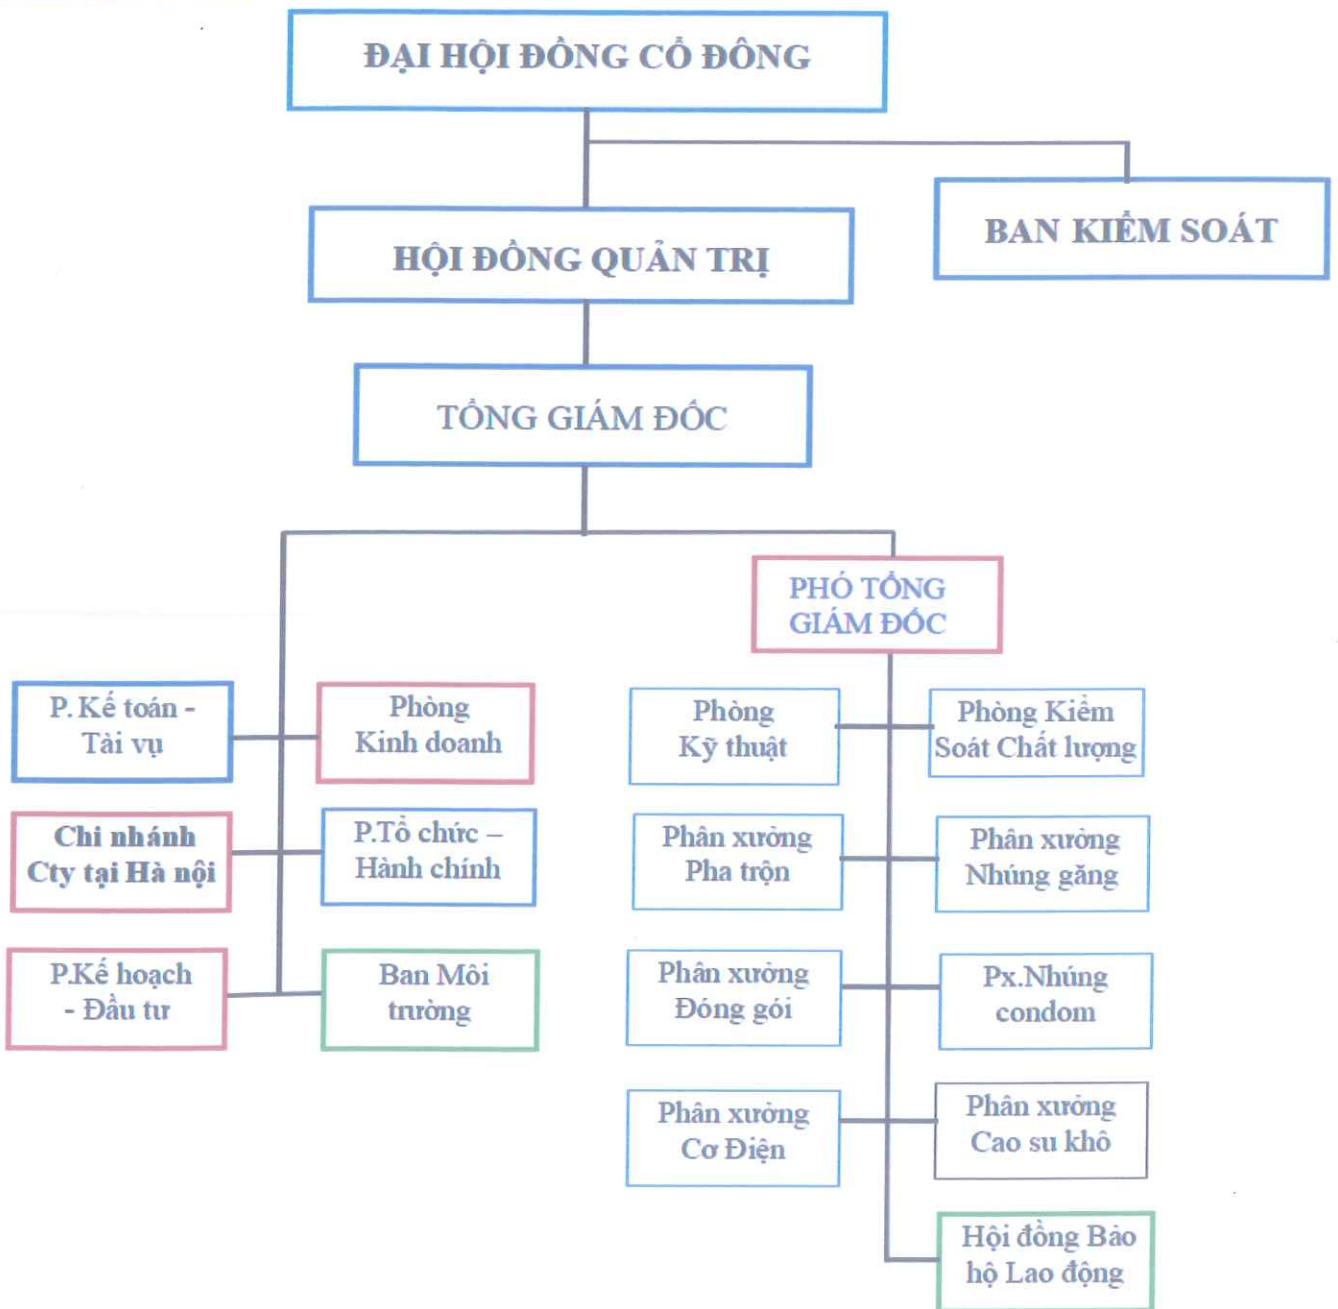 ĐẠI HỘI ĐỒNG CỔ ĐÔNG
BAN KIỂM SOÁT
HỘI ĐỒNG QUẢN TRỊ
TỔNG GIÁM ĐỐC
PHÓ TỔNG
GIÁM ĐỐC
P. Kế toán -
Tài vụ
Phòng
Kinh doanh
Chi nhánh
Cty tại Hà nội
P.Tổ chức –
Hành chính
P.Kế hoạch
- Đầu tư
Ban Môi
trường
Phòng
Kỹ thuật
Phòng Kiểm
Soát Chất lượng
Phân xưởng
Pha trộn
Phân xưởng
Nhúng găng
Phân xưởng
Đóng gói
Px.Nhúng
condom
Phân xưởng
Cơ Điện
Phân xưởng
Cao su khô
Hội đồng Bảo
hộ Lao động